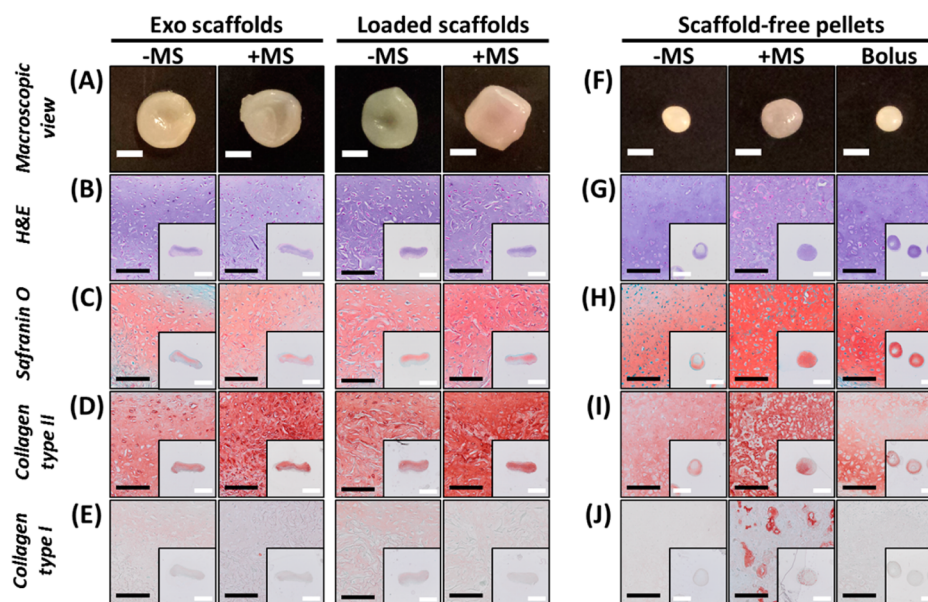 Exo scaffolds Loaded scaffolds Scaffold-free pellets
-MS +MS -MS +MS -MS +MS Bolus
Macroscopic
view
(A) (F)
H&E
(B) (G)
Safranin O
(C) (H)
Collagen
type II
(D) (I)
Collagen
type I
(E) (J)